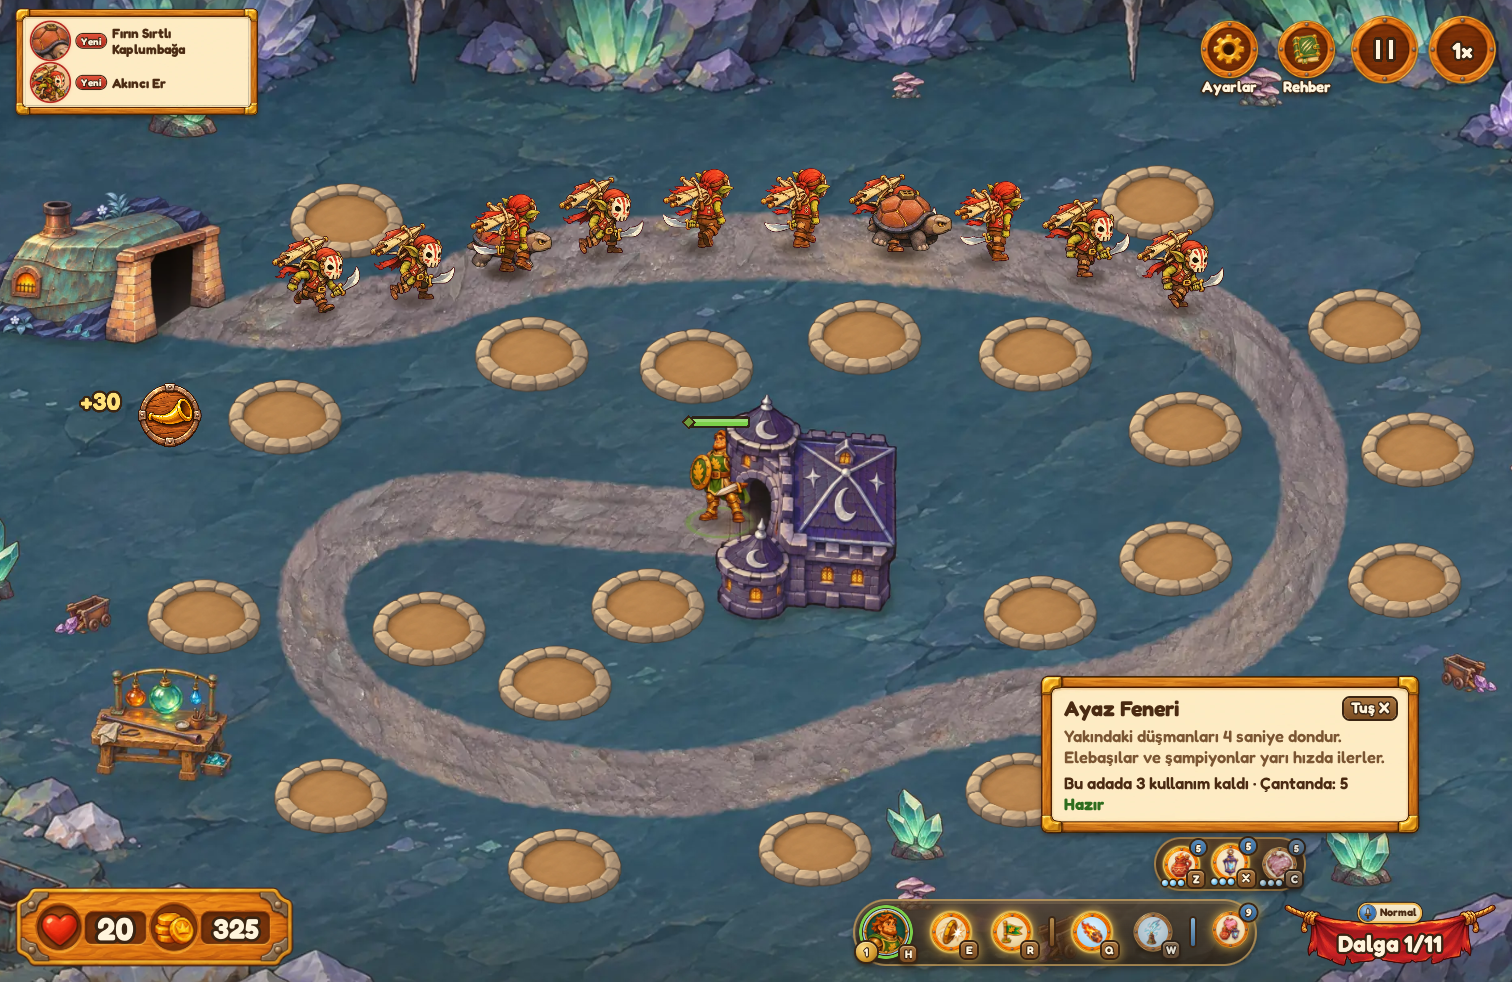 Yeni
Fırın Sırtlı
Kaplumbağa
Yeni
Akıncı Er
Ayarlar
Rehber
1x
+30
Ayaz Feneri
Tuş X
Yakındaki düşmanları 4 saniye dondur.
Elebaşılar ve şampiyonlar yarı hızda ilerler.
Bu adada 3 kullanım kaldı · Çantanda: 5
Hazır
5
5
5
Z
X
C
20
325
1
H
E
R
Q
W
9
Normal
Dalga 1/11